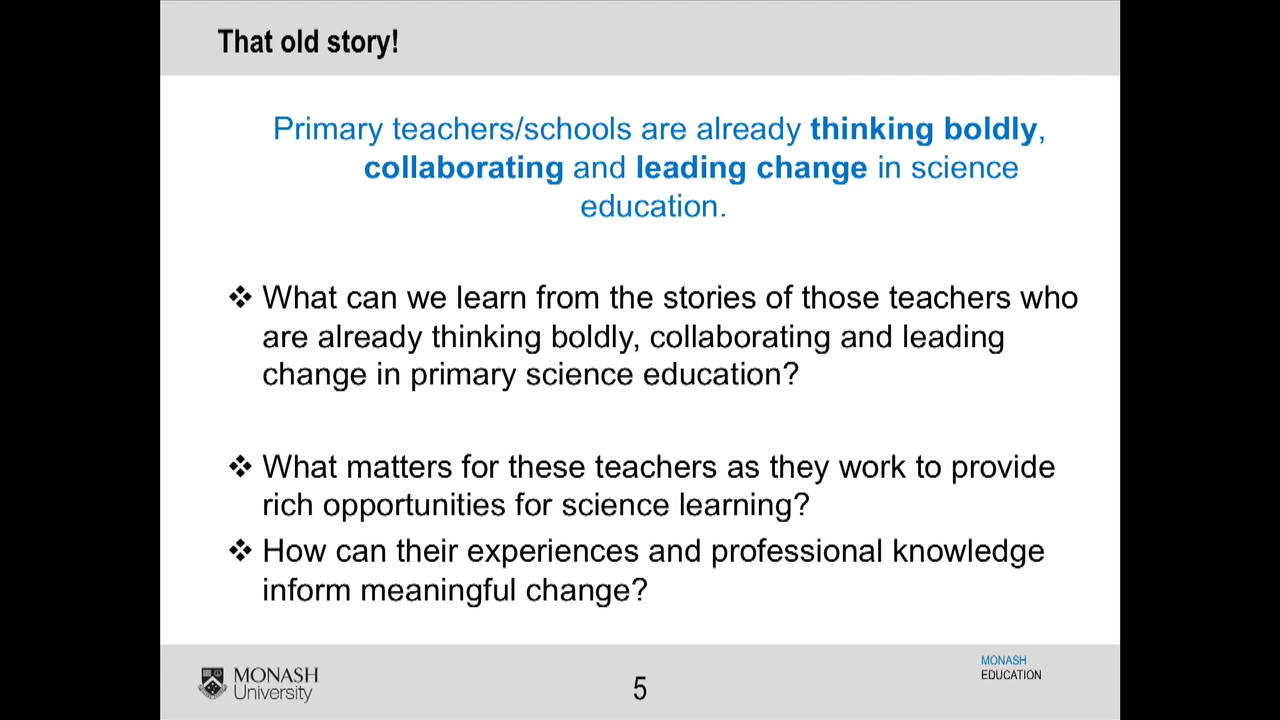 That old story!
Primary teachers/schools are already thinking boldly,
collaborating and leading change in science
education.
❖ What can we learn from the stories of those teachers who
are already thinking boldly, collaborating and leading
change in primary science education?
❖ What matters for these teachers as they work to provide
rich opportunities for science learning?
❖ How can their experiences and professional knowledge
inform meaningful change?
MONASH
University
5
MONASH
EDUCATION